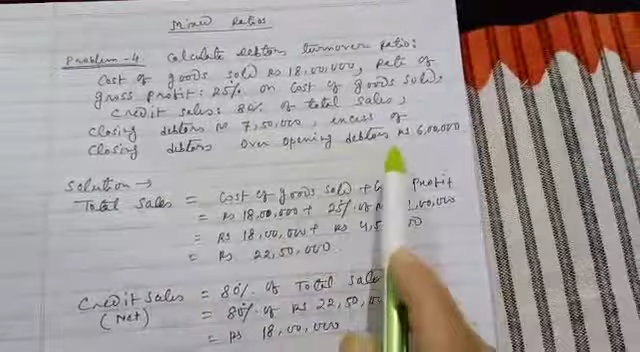 Mixed Ratios
Problem-4 Calculate debtors turnover ratio:
Cost of goods sold Rs 18,00,000, Rate of
gross profit: 25% on cost of goods sold.
Credit sales: 80% of total sales,
Closing debtors Rs 7,50,000, excess of
closing debtors over opening debtors Rs 6,00,000
Solution →
Total sales = Cost of goods sold + G profit
= Rs 18,00,000 + 25% of
= Rs 18,00,000 + Rs 4,5
= Rs 22,50,000.
Credit sales = 80% of Total sale
(Net) = 80% of Rs 22,50,00
= Rs 18,00,000